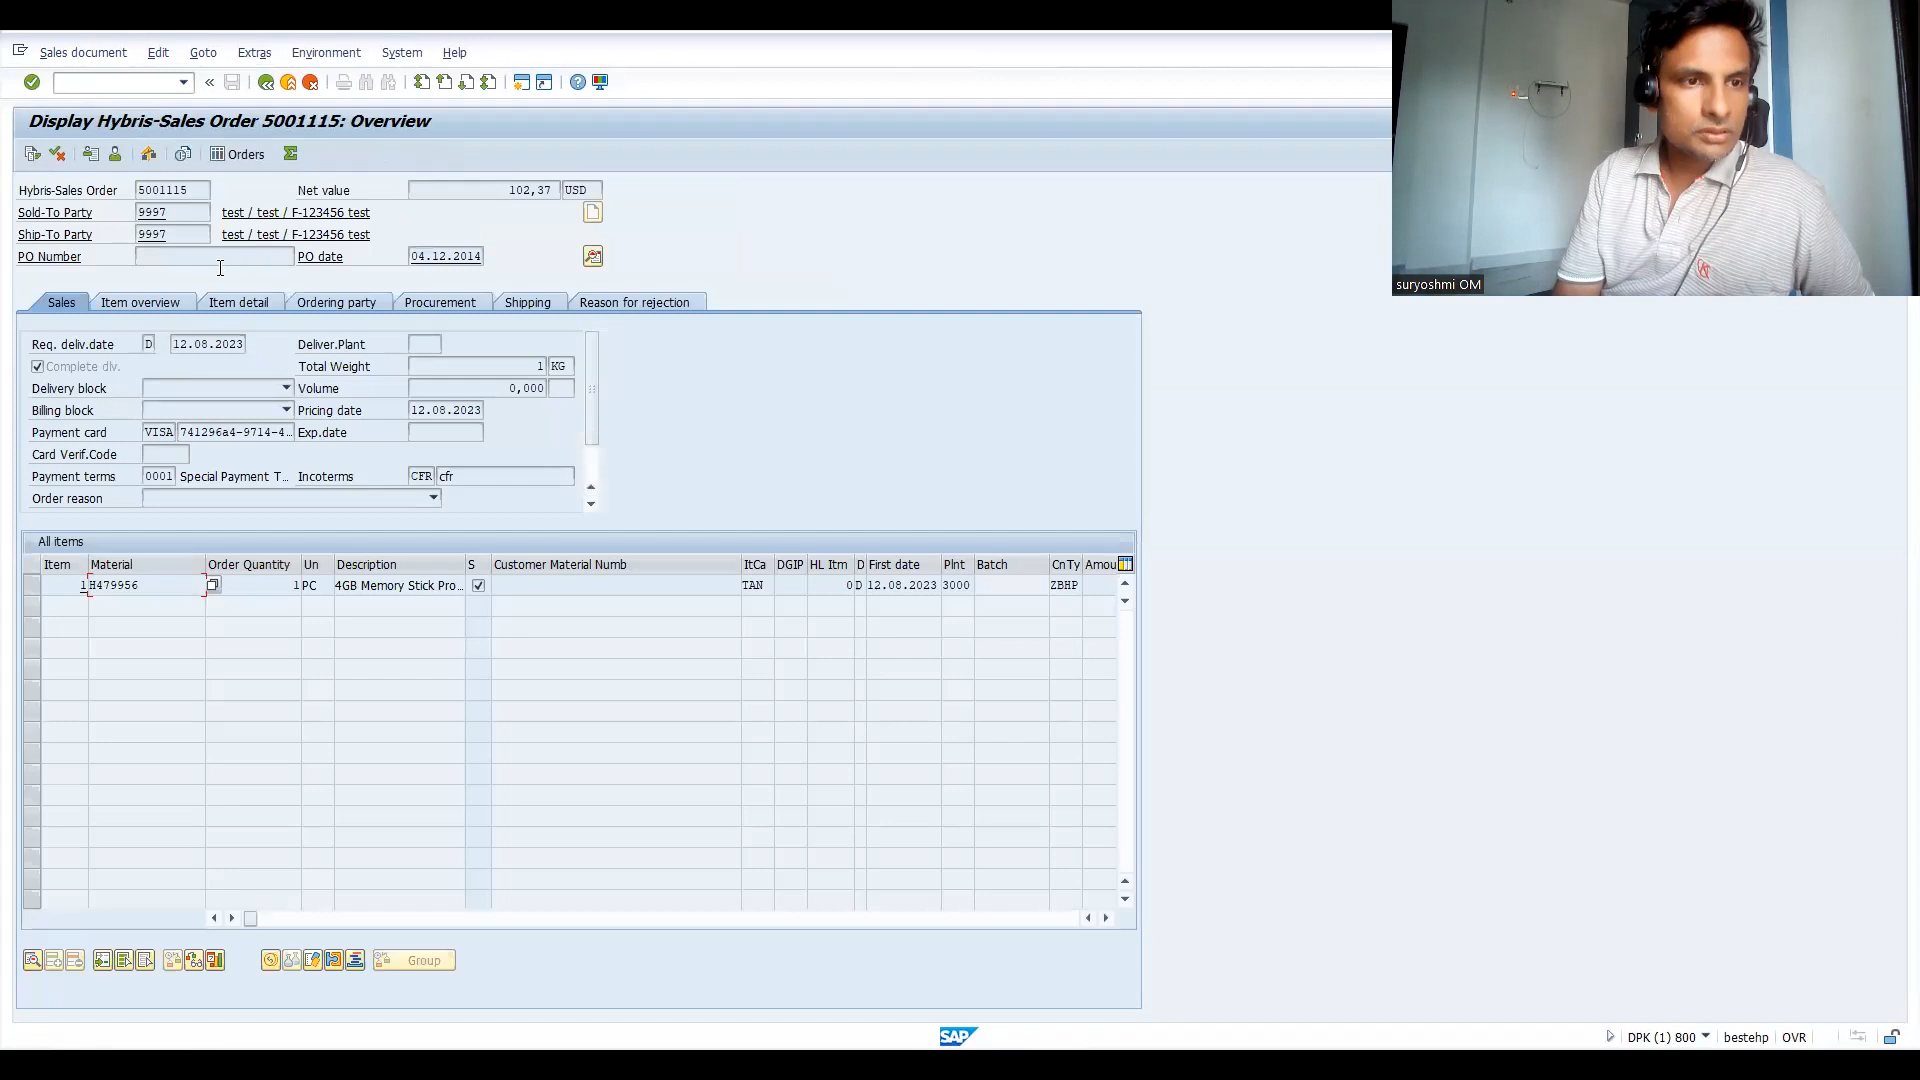 Sales document Edit Goto Extras Environment System Help
Display Hybris-Sales Order 5001115: Overview
Orders
Hybris-Sales Order 5001115 Net value 102,37 USD
Sold-To Party 9997 test / test / F-123456 test
Ship-To Party 9997 test / test / F-123456 test
PO Number PO date 04.12.2014
Sales Item overview Item detail Ordering party Procurement Shipping Reason for rejection
Req. deliv.date D 12.08.2023 Deliver.Plant
Complete dlv. Total Weight 1 KG
Delivery block Volume 0,000
Billing block Pricing date 12.08.2023
Payment card VISA 741296a4-9714-4… Exp.date
Card Verif.Code
Payment terms 0001 Special Payment T… Incoterms CFR cfr
Order reason
All items
Item Material Order Quantity Un Description S Customer Material Numb ItCa DGIP HL Itm D First date Plnt Batch CnTy Amou
1 H479956 1 PC 4GB Memory Stick Pro… TAN 0 D 12.08.2023 3000 ZBHP
Group
SAP
DPK (1) 800 bestehp OVR
suryoshmi OM